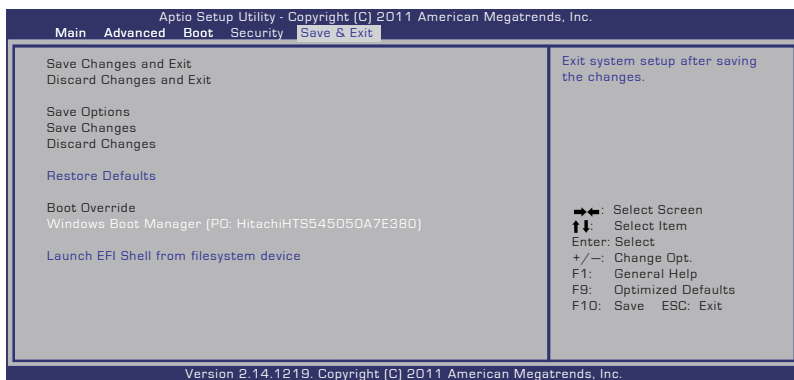 Aptio Setup Utility - Copyright (C) 2011 American Megatrends, Inc.
Main Advanced Boot Security Save & Exit
Save Changes and Exit
Discard Changes and Exit
Save Options
Save Changes
Discard Changes
Restore Defaults
Boot Override
Windows Boot Manager (PO: HitachiHTS545050A7E380)
Launch EFI Shell from filesystem device
Exit system setup after saving
the changes.
→←: Select Screen
↑↓: Select Item
Enter: Select
+/—: Change Opt.
F1: General Help
F9: Optimized Defaults
F10: Save ESC: Exit
Version 2.14.1219. Copyright (C) 2011 American Megatrends, Inc.